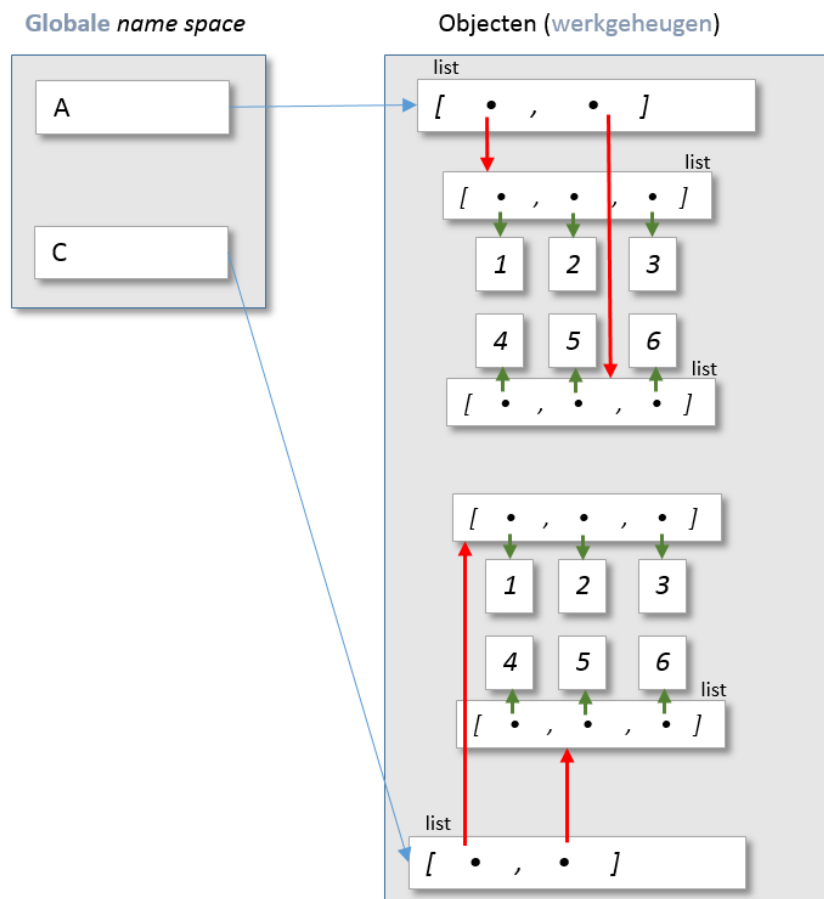 Globale name space
Objecten (werkgeheugen)
A
list
[ • , • ]
list
[ • , • , • ]
1 2 3
C
4 5 6
list
[ • , • , • ]
[ • , • , • ]
1 2 3
4 5 6
list
[ • , • , • ]
list
[ • , • ]